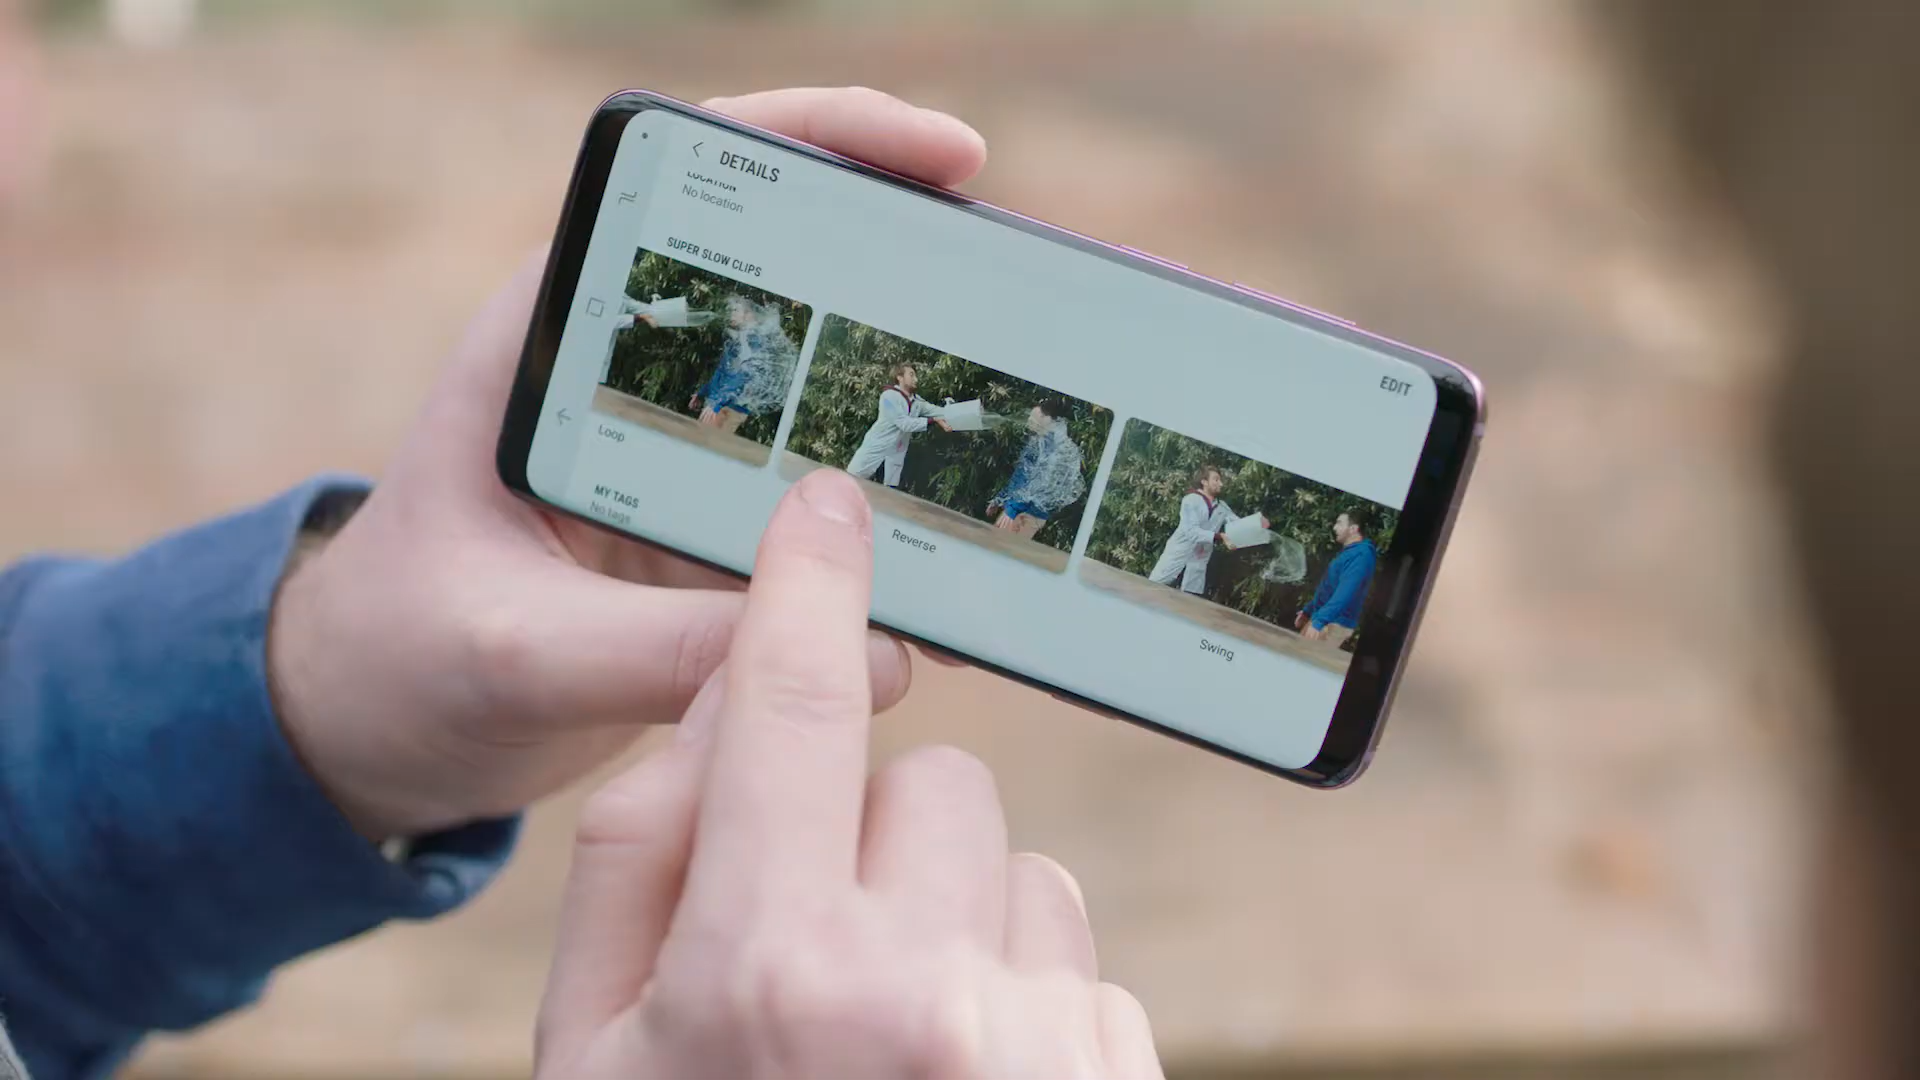 DETAILS
LOCATION
No location
SUPER SLOW CLIPS
EDIT
Loop
Reverse
Swing
MY TAGS
No tags